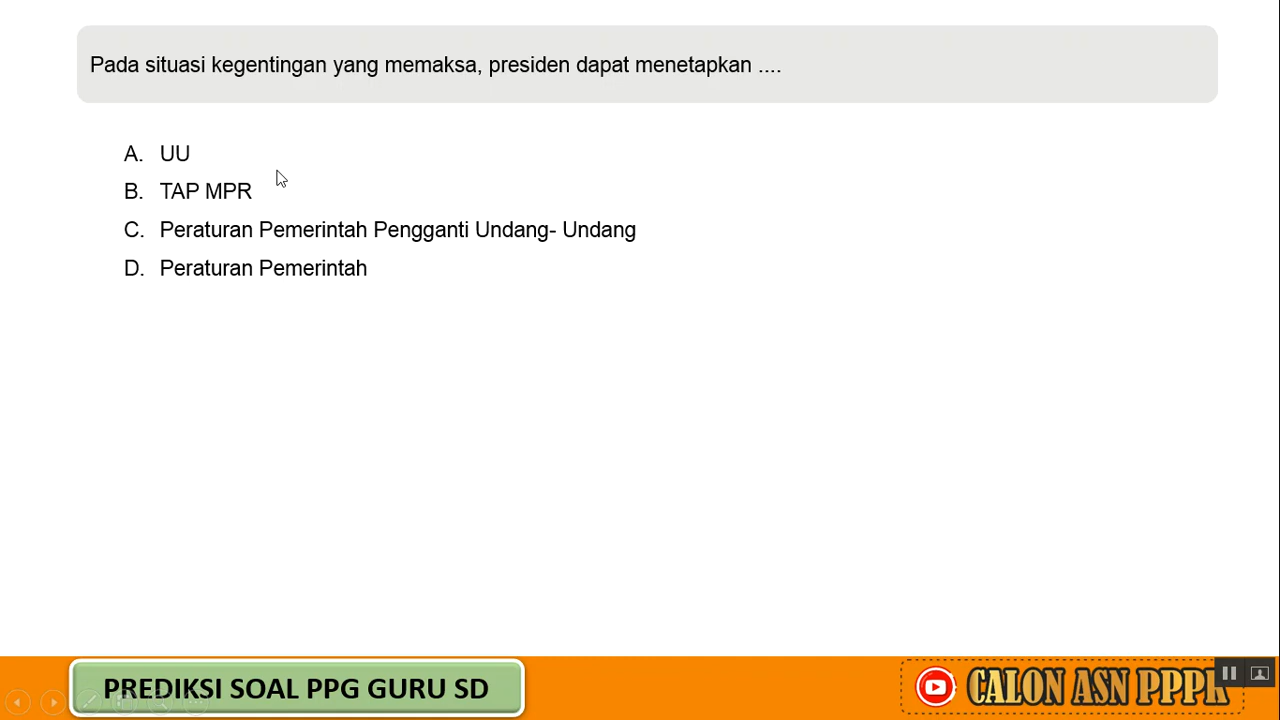 Pada situasi kegentingan yang memaksa, presiden dapat menetapkan ....
A. UU
B. TAP MPR
C. Peraturan Pemerintah Pengganti Undang- Undang
D. Peraturan Pemerintah
PREDIKSI SOAL PPG GURU SD
CALON ASN PPPK